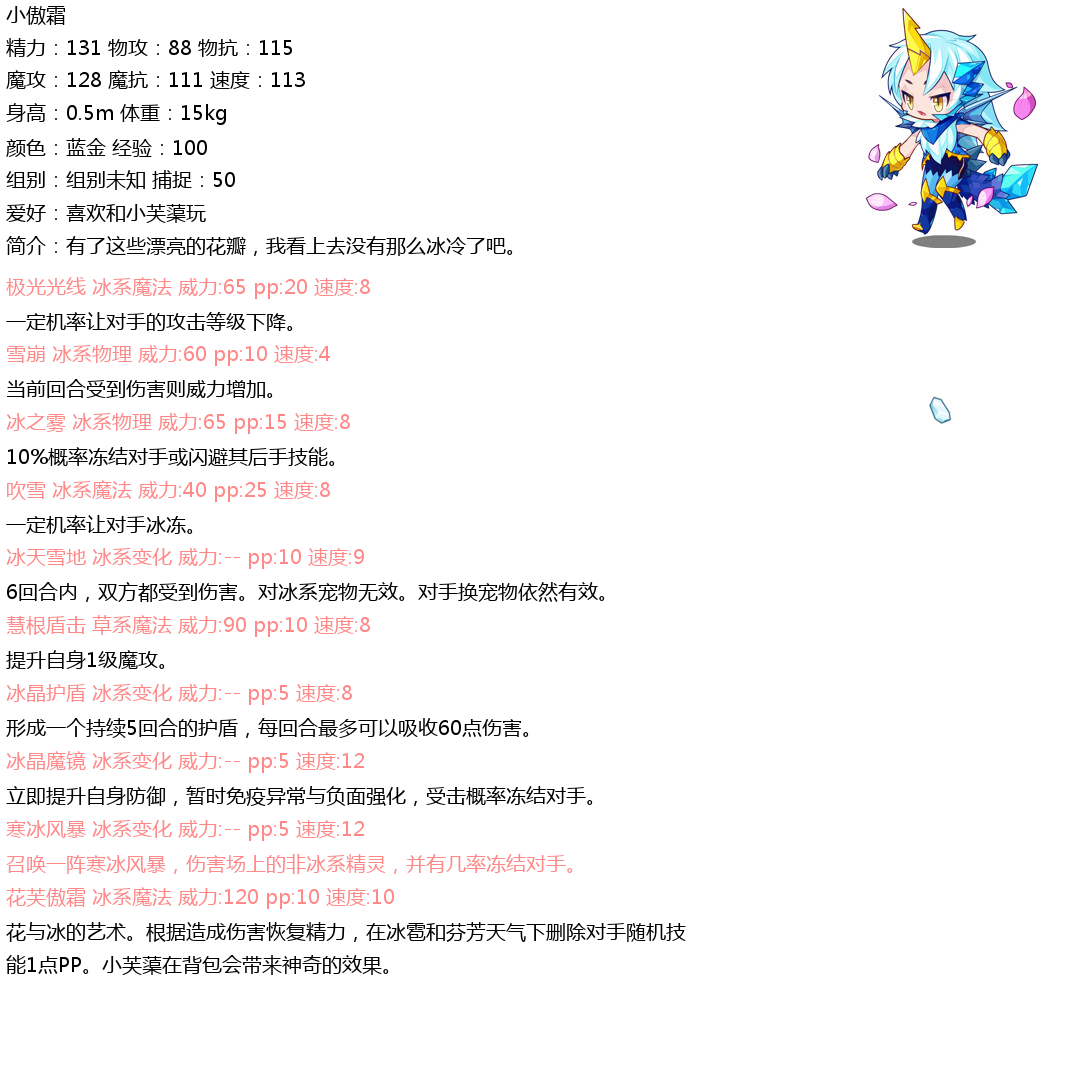 小傲霜
精力：131 物攻：88 物抗：115
魔攻：128 魔抗：111 速度：113
身高：0.5m 体重：15kg
颜色：蓝金 经验：100
组别：组别未知 捕捉：50
爱好：喜欢和小芙蕖玩
简介：有了这些漂亮的花瓣，我看上去没有那么冰冷了吧。
极光光线 冰系魔法 威力:65 pp:20 速度:8
一定机率让对手的攻击等级下降。
雪崩 冰系物理 威力:60 pp:10 速度:4
当前回合受到伤害则威力增加。
冰之雾 冰系物理 威力:65 pp:15 速度:8
10%概率冻结对手或闪避其后手技能。
吹雪 冰系魔法 威力:40 pp:25 速度:8
一定机率让对手冰冻。
冰天雪地 冰系变化 威力:-- pp:10 速度:9
6回合内，双方都受到伤害。对冰系宠物无效。对手换宠物依然有效。
慧根盾击 草系魔法 威力:90 pp:10 速度:8
提升自身1级魔攻。
冰晶护盾 冰系变化 威力:-- pp:5 速度:8
形成一个持续5回合的护盾，每回合最多可以吸收60点伤害。
冰晶魔镜 冰系变化 威力:-- pp:5 速度:12
立即提升自身防御，暂时免疫异常与负面强化，受击概率冻结对手。
寒冰风暴 冰系变化 威力:-- pp:5 速度:12
召唤一阵寒冰风暴，伤害场上的非冰系精灵，并有几率冻结对手。
花芙傲霜 冰系魔法 威力:120 pp:10 速度:10
花与冰的艺术。根据造成伤害恢复精力，在冰雹和芬芳天气下删除对手随机技
能1点PP。小芙蕖在背包会带来神奇的效果。